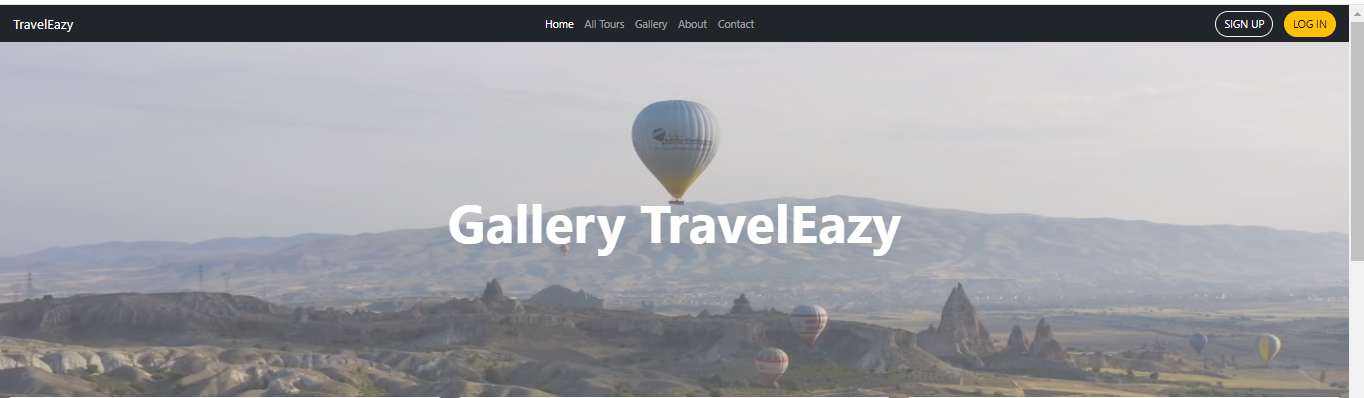 TravelEazy
Home All Tours Gallery About Contact
SIGN UP LOG IN
Gallery TravelEazy